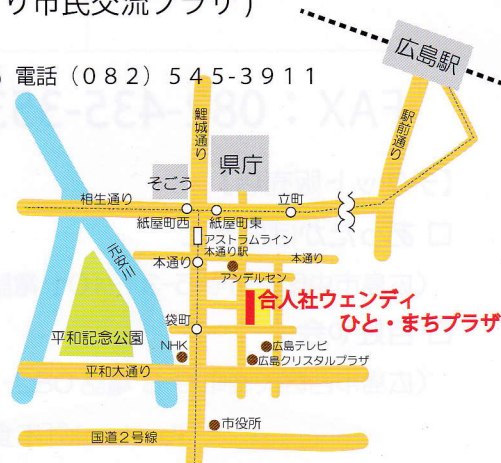 り市民交流プラザ)
電話(082)545-3911
広島駅
駅前通り
鯉城通り
県庁
そごう
相生通り
紙屋町西
紙屋町東
立町
アストラムライン
本通り駅
元安川
本通り
本通り
アンデルセン
合人社ウェンディ
ひと・まちプラザ
袋町
平和記念公園
NHK
広島テレビ
広島クリスタルプラザ
平和大通り
市役所
国道2号線